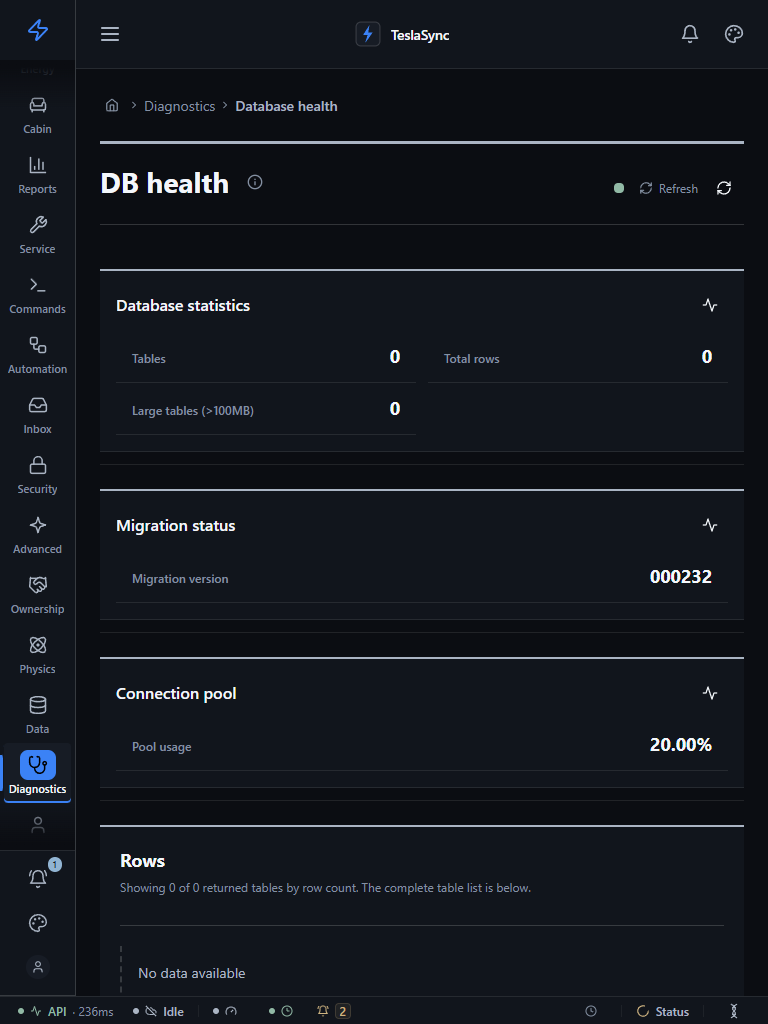 TeslaSync
Energy
Cabin
Reports
Service
Commands
Automation
Inbox
Security
Advanced
Ownership
Physics
Data
Diagnostics
1
Diagnostics
Database health
DB health
Refresh
Database statistics
Tables 0
Total rows 0
Large tables (>100MB) 0
Migration status
Migration version 000232
Connection pool
Pool usage 20.00%
Rows
Showing 0 of 0 returned tables by row count. The complete table list is below.
No data available
API · 236ms Idle 2 Status